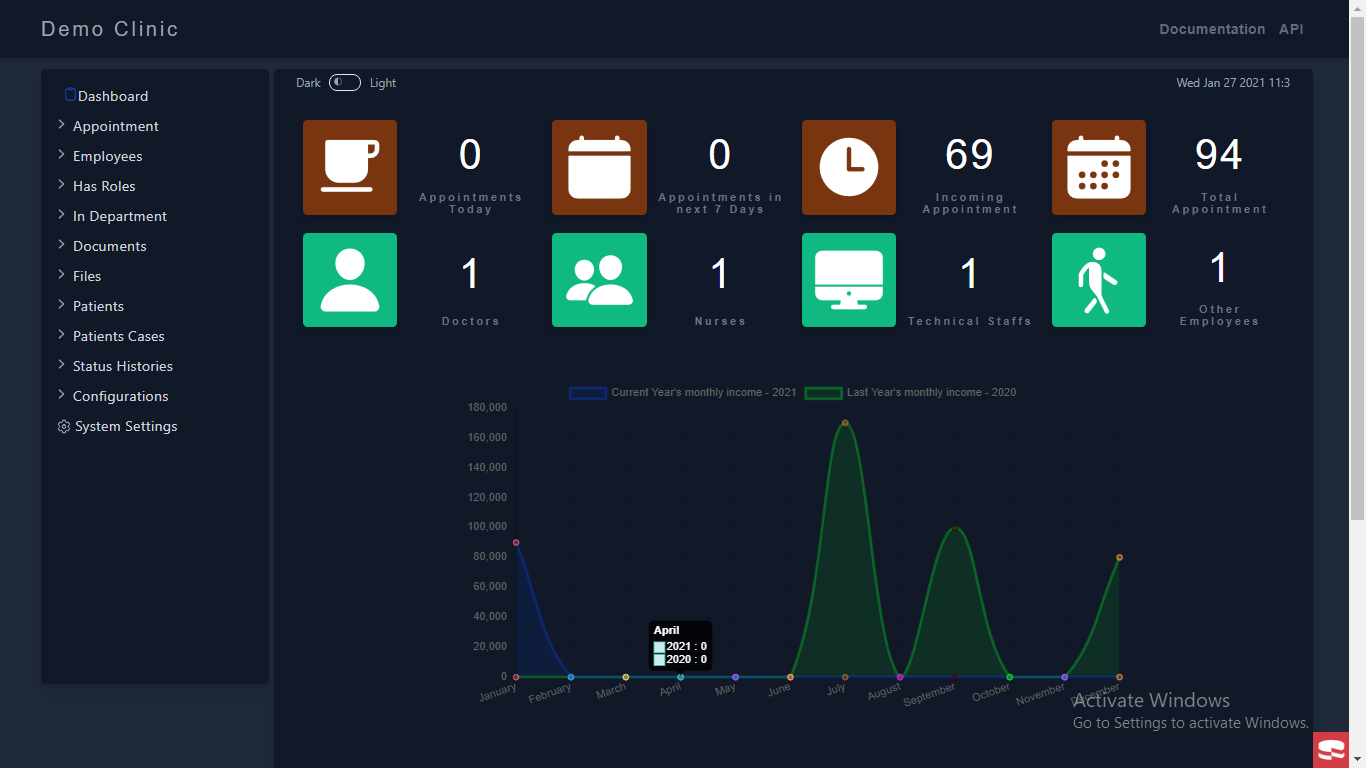 Demo Clinic
Documentation API
Dashboard
Appointment
Employees
Has Roles
In Department
Documents
Files
Patients
Patients Cases
Status Histories
Configurations
System Settings
Dark Light
Wed Jan 27 2021 11:3
0
Appointments
Today
0
Appointments in
next 7 Days
69
Incoming
Appointment
94
Total
Appointment
1
Doctors
1
Nurses
1
Technical Staffs
1
Other
Employees
Current Year's monthly income - 2021 Last Year's monthly income - 2020
180,000
160,000
140,000
120,000
100,000
80,000
60,000
40,000
20,000
0
April
2021 : 0
2020 : 0
January February March April May June July August September October November December
Activate Windows
Go to Settings to activate Windows.